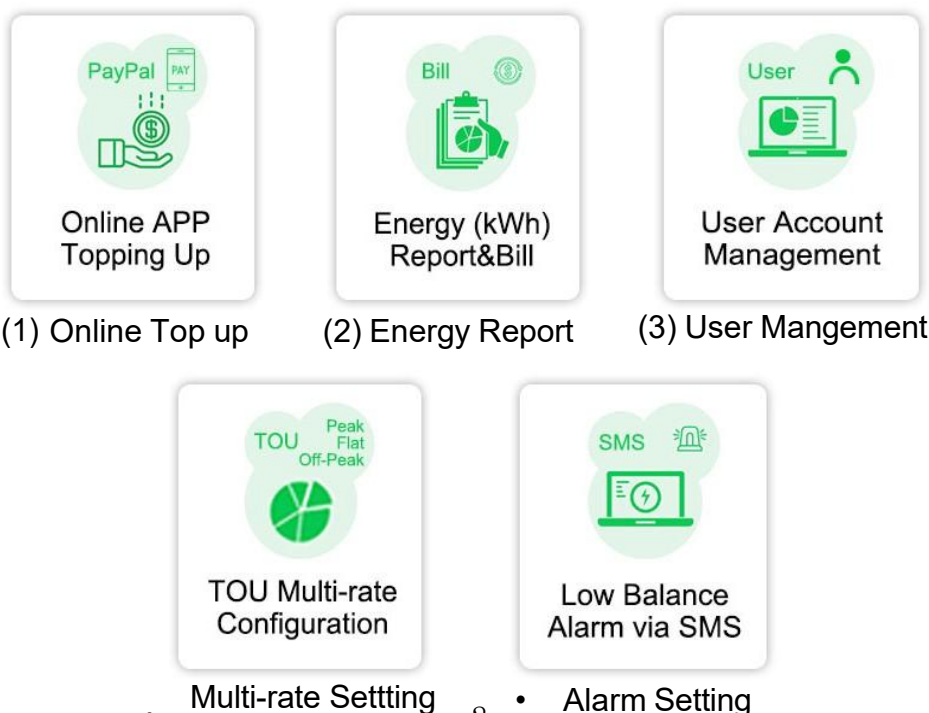 PayPal PAY
Bill
User
Online APP
Topping Up
Energy (kWh)
Report&Bill
User Account
Management
(1) Online Top up
(2) Energy Report
(3) User Mangement
TOU
Peak
Flat
Off-Peak
SMS
TOU Multi-rate
Configuration
Low Balance
Alarm via SMS
Multi-rate Settting
• Alarm Setting